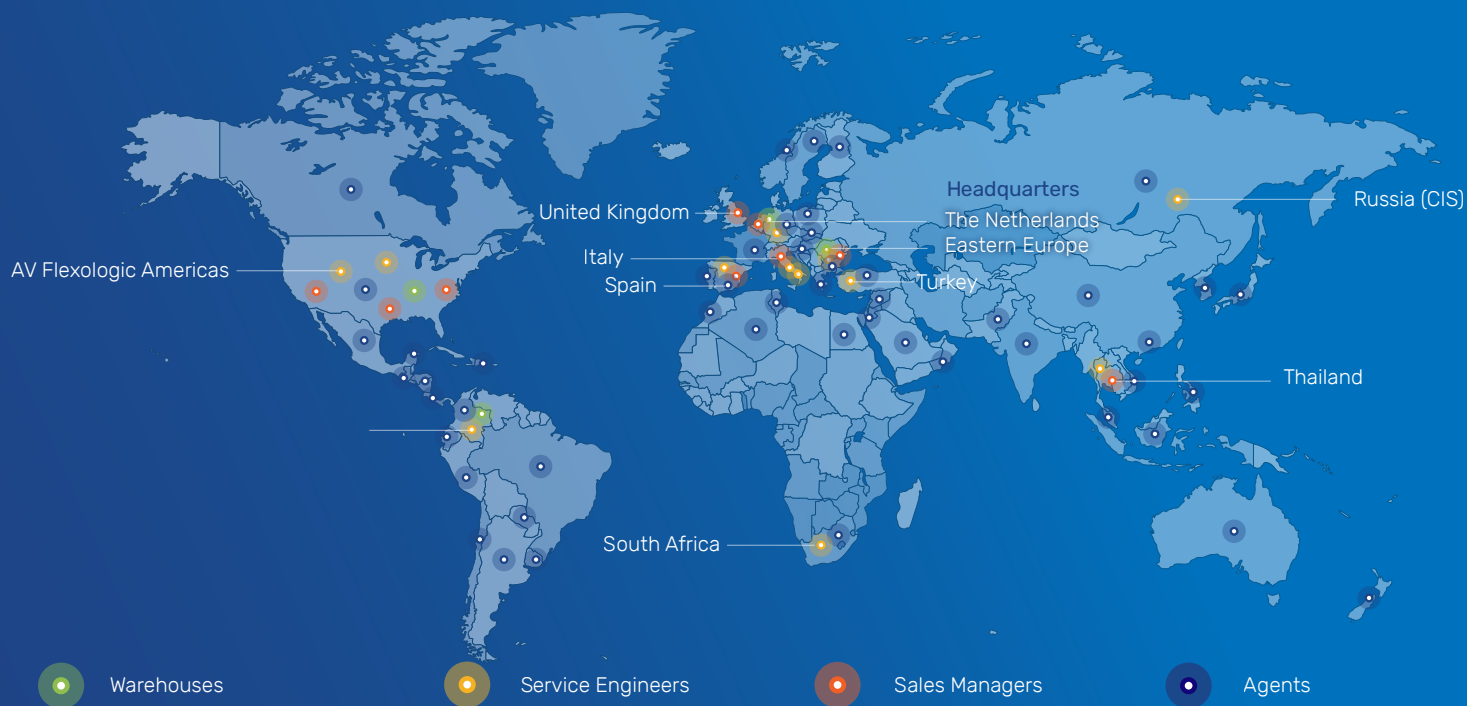 Headquarters
United Kingdom
The Netherlands
Russia (CIS)
Eastern Europe
Italy
AV Flexologic Americas
Spain
Turkey
Thailand
South Africa
Warehouses
Service Engineers
Sales Managers
Agents